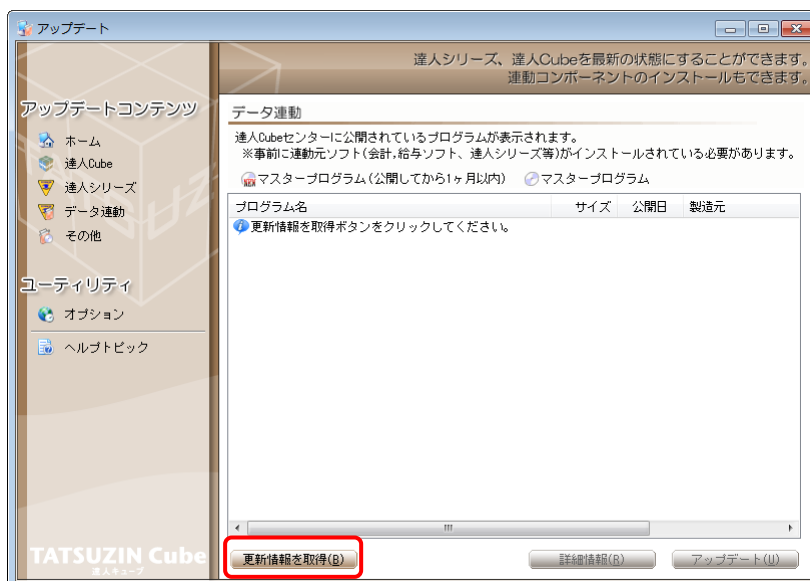 アップデート
達人シリーズ、達人Cubeを最新の状態にすることができます。
連動コンポーネントのインストールもできます。
アップデートコンテンツ
ホーム
達人Cube
達人シリーズ
データ連動
その他
ユーティリティ
オプション
ヘルプトピック
データ連動
達人Cubeセンターに公開されているプログラムが表示されます。
※事前に連動元ソフト(会計,給与ソフト、達人シリーズ等)がインストールされている必要があります。
マスタープログラム(公開してから1ヶ月以内) マスタープログラム
プログラム名 サイズ 公開日 製造元
更新情報を取得ボタンをクリックしてください。
更新情報を取得(B) 詳細情報(R) アップデート(U)
TATSUZIN Cube
達人キューブ